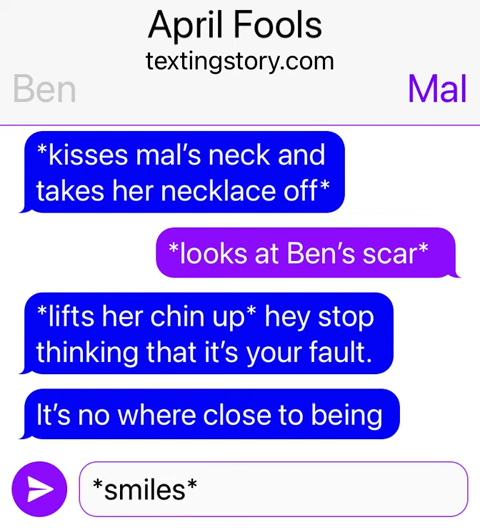 April Fools
textingstory.com
Ben
Mal
*kisses mal’s neck and
takes her necklace off*
*looks at Ben’s scar*
*lifts her chin up* hey stop
thinking that it’s your fault.
It’s no where close to being
*smiles*